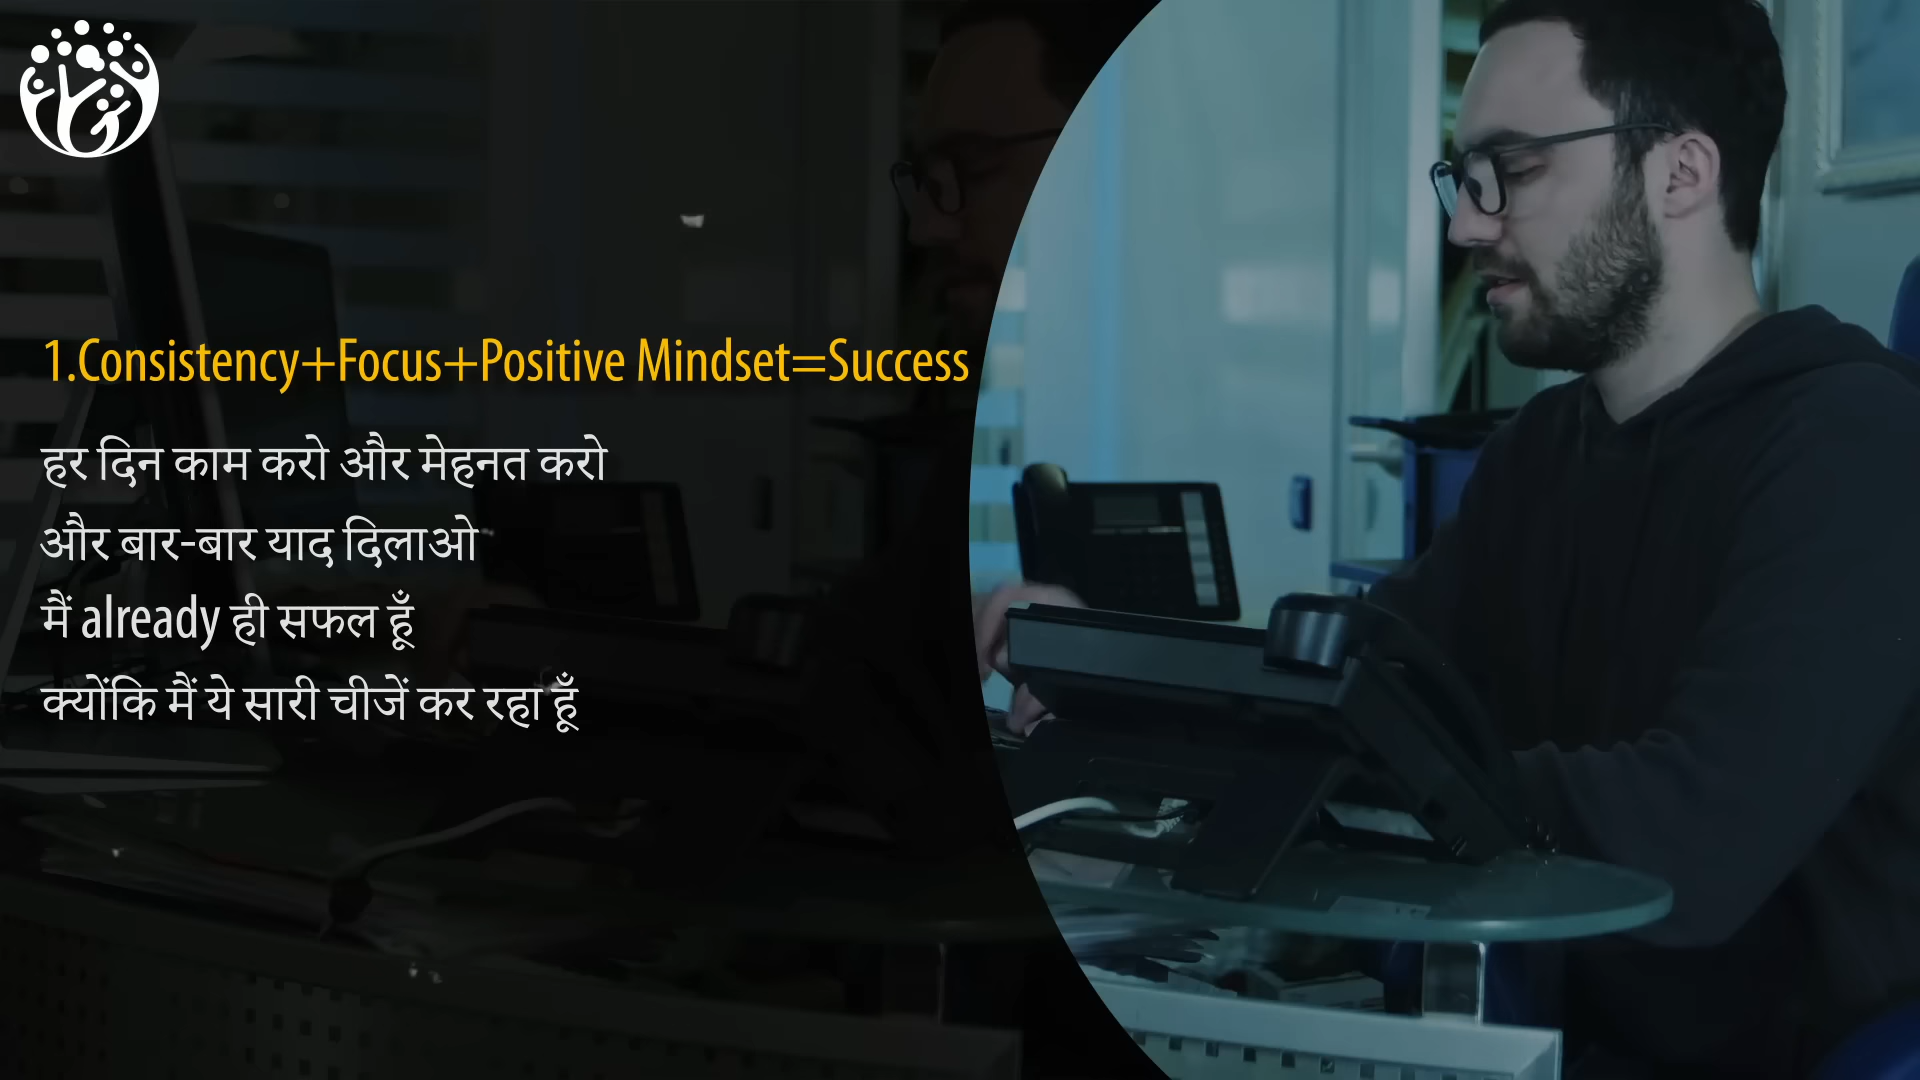 1.Consistency+Focus+Positive Mindset=Success
हर दिन काम करो और मेहनत करो
और बार-बार याद दिलाओ
मैं already ही सफल हूँ
क्योंकि मैं ये सारी चीजें कर रहा हूँ